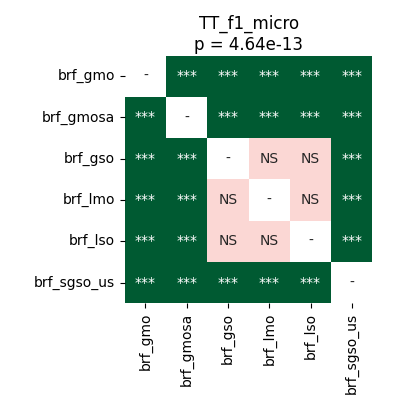 TT_f1_micro
p = 4.64e-13
brf_gmo - *** *** *** *** ***
brf_gmosa *** - *** *** *** ***
brf_gso *** *** - NS NS ***
brf_lmo *** *** NS - NS ***
brf_lso *** *** NS NS - ***
brf_sgso_us *** *** *** *** *** -
brf_gmo
brf_gmosa
brf_gso
brf_lmo
brf_lso
brf_sgso_us